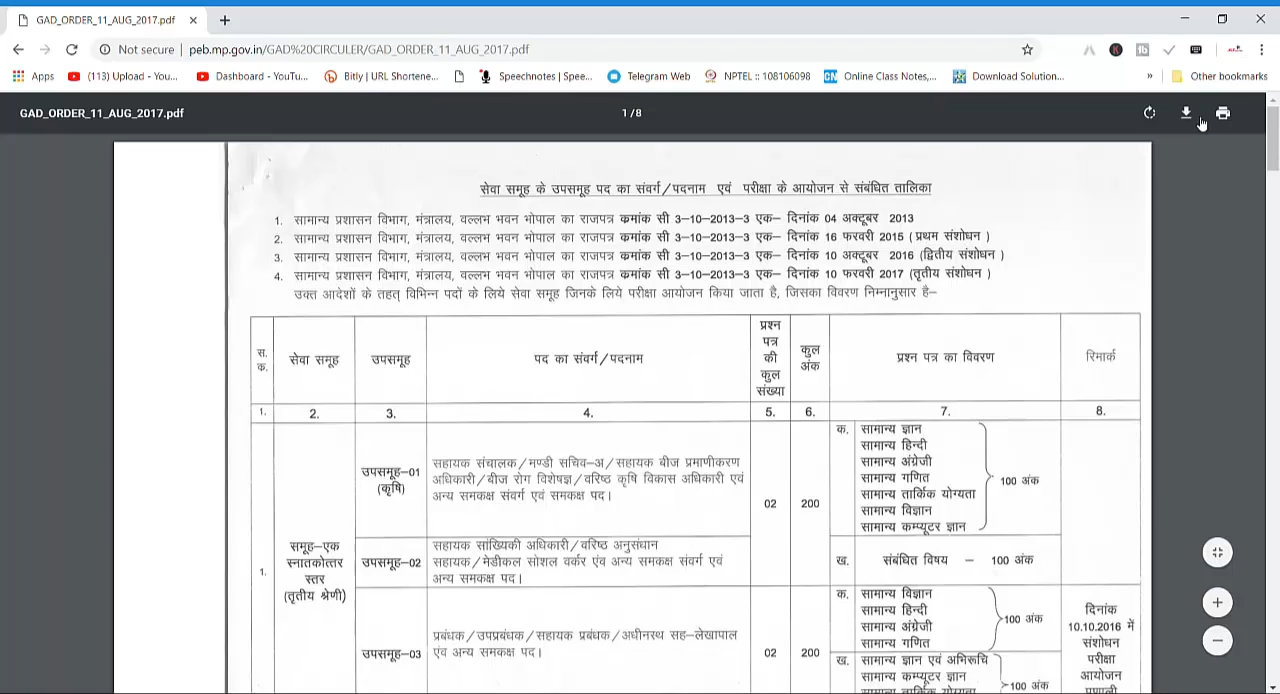 GAD_ORDER_11_AUG_2017.pdf
Not secure | peb.mp.gov.in/GAD%20CIRCULER/GAD_ORDER_11_AUG_2017.pdf
Apps (113) Upload - You... Dashboard - YouTu... Bitly | URL Shortene... Speechnotes | Spee... Telegram Web NPTEL :: 108106098 CN Online Class Notes,... Download Solution... » Other bookmarks
GAD_ORDER_11_AUG_2017.pdf 1 / 8
सेवा समूह के उपसमूह पद का संवर्ग/पदनाम एवं परीक्षा के आयोजन से संबंधित तालिका
1. सामान्य प्रशासन विभाग, मंत्रालय, वल्लभ भवन भोपाल का राजपत्र कमांक सी 3-10-2013-3 एक- दिनांक 04 अक्टूबर 2013
2. सामान्य प्रशासन विभाग, मंत्रालय, वल्लभ भवन भोपाल का राजपत्र कमांक सी 3-10-2013-3 एक- दिनांक 16 फरवरी 2015 ( प्रथम संशोधन )
3. सामान्य प्रशासन विभाग, मंत्रालय, वल्लभ भवन भोपाल का राजपत्र कमांक सी 3-10-2013-3 एक- दिनांक 10 अक्टूबर 2016 (द्वितीय संशोधन )
4. सामान्य प्रशासन विभाग, मंत्रालय, वल्लभ भवन भोपाल का राजपत्र कमांक सी 3-10-2013-3 एक- दिनांक 10 फरवरी 2017 (तृतीय संशोधन )
उक्त आदेशों के तहत् विभिन्न पदों के लिये सेवा समूह जिनके लिये परीक्षा आयोजन किया जाता है, जिसका विवरण निम्नानुसार है-
स.
क.
सेवा समूह
उपसमूह
पद का संवर्ग/पदनाम
प्रश्न
पत्र
की
कुल
संख्या
कुल
अंक
प्रश्न पत्र का विवरण
रिमार्क
1. 2. 3. 4. 5. 6. 7. 8.
1.
समूह-एक
स्नातकोत्तर
स्तर
(तृतीय श्रेणी)
उपसमूह-01
(कृषि)
सहायक संचालक/मण्डी सचिव-अ/सहायक बीज प्रमाणीकरण
अधिकारी/बीज रोग विशेषज्ञ/वरिष्ठ कृषि विकास अधिकारी एवं
अन्य समकक्ष संवर्ग एवं समकक्ष पद।
02
200
क. सामान्य ज्ञान
सामान्य हिन्दी
सामान्य अंग्रेजी
सामान्य गणित
सामान्य तार्किक योग्यता
सामान्य विज्ञान
सामान्य कम्प्यूटर ज्ञान
100 अंक
उपसमूह-02
सहायक सांख्यिकी अधिकारी/वरिष्ठ अनुसंधान
सहायक/मेडीकल सोशल वर्कर एंव अन्य समकक्ष संवर्ग एवं
अन्य समकक्ष पद।
ख. संबंधित विषय - 100 अंक
उपसमूह-03
प्रबंधक/उपप्रबंधक/सहायक प्रबंधक/अधीनरथ सह-लेखापाल
एंव अन्य समकक्ष पद।
02
200
क. सामान्य विज्ञान
सामान्य हिन्दी
सामान्य अंग्रेजी
सामान्य गणित
100 अंक
ख. सामान्य ज्ञान एवं अभिरूचि
सामान्य कम्प्यूटर ज्ञान
100 अंक
दिनांक
10.10.2016 में
संशोधन
परीक्षा
आयोजन